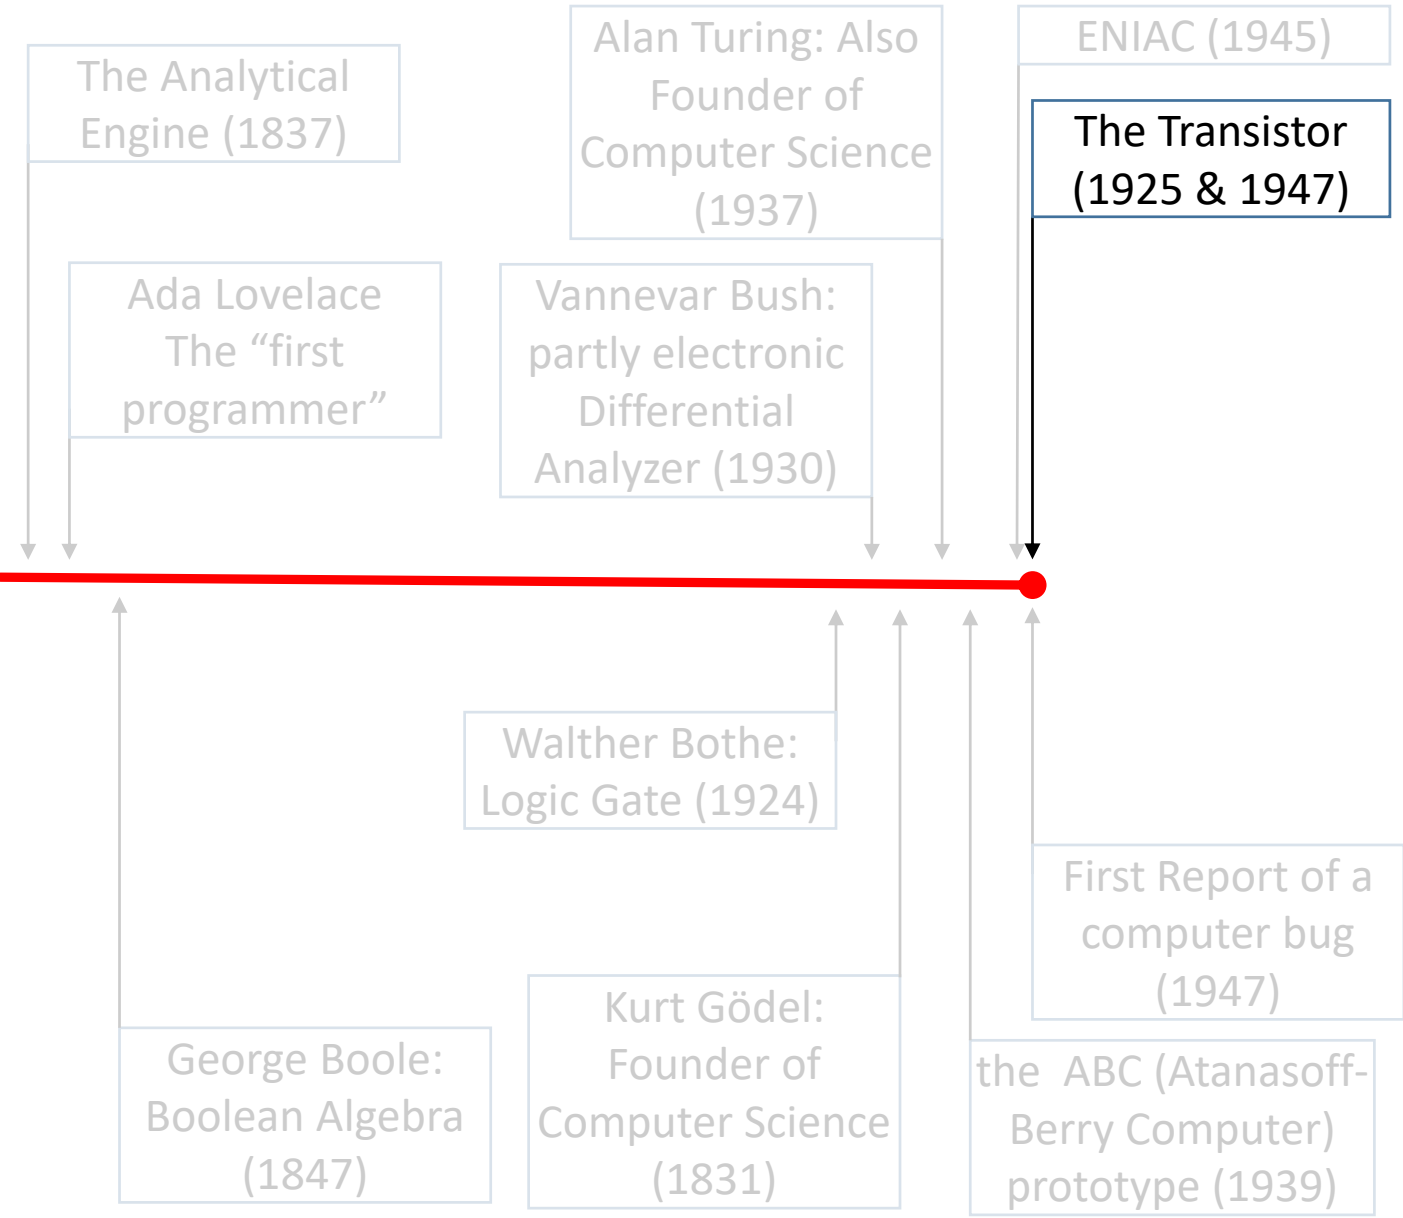 The Analytical
Engine (1837)
Alan Turing: Also
Founder of
Computer Science
(1937)
ENIAC (1945)
The Transistor
(1925 & 1947)
Ada Lovelace
The “first
programmer”
Vannevar Bush:
partly electronic
Differential
Analyzer (1930)
Walther Bothe:
Logic Gate (1924)
First Report of a
computer bug
(1947)
George Boole:
Boolean Algebra
(1847)
Kurt Gödel:
Founder of
Computer Science
(1831)
the ABC (Atanasoff-
Berry Computer)
prototype (1939)